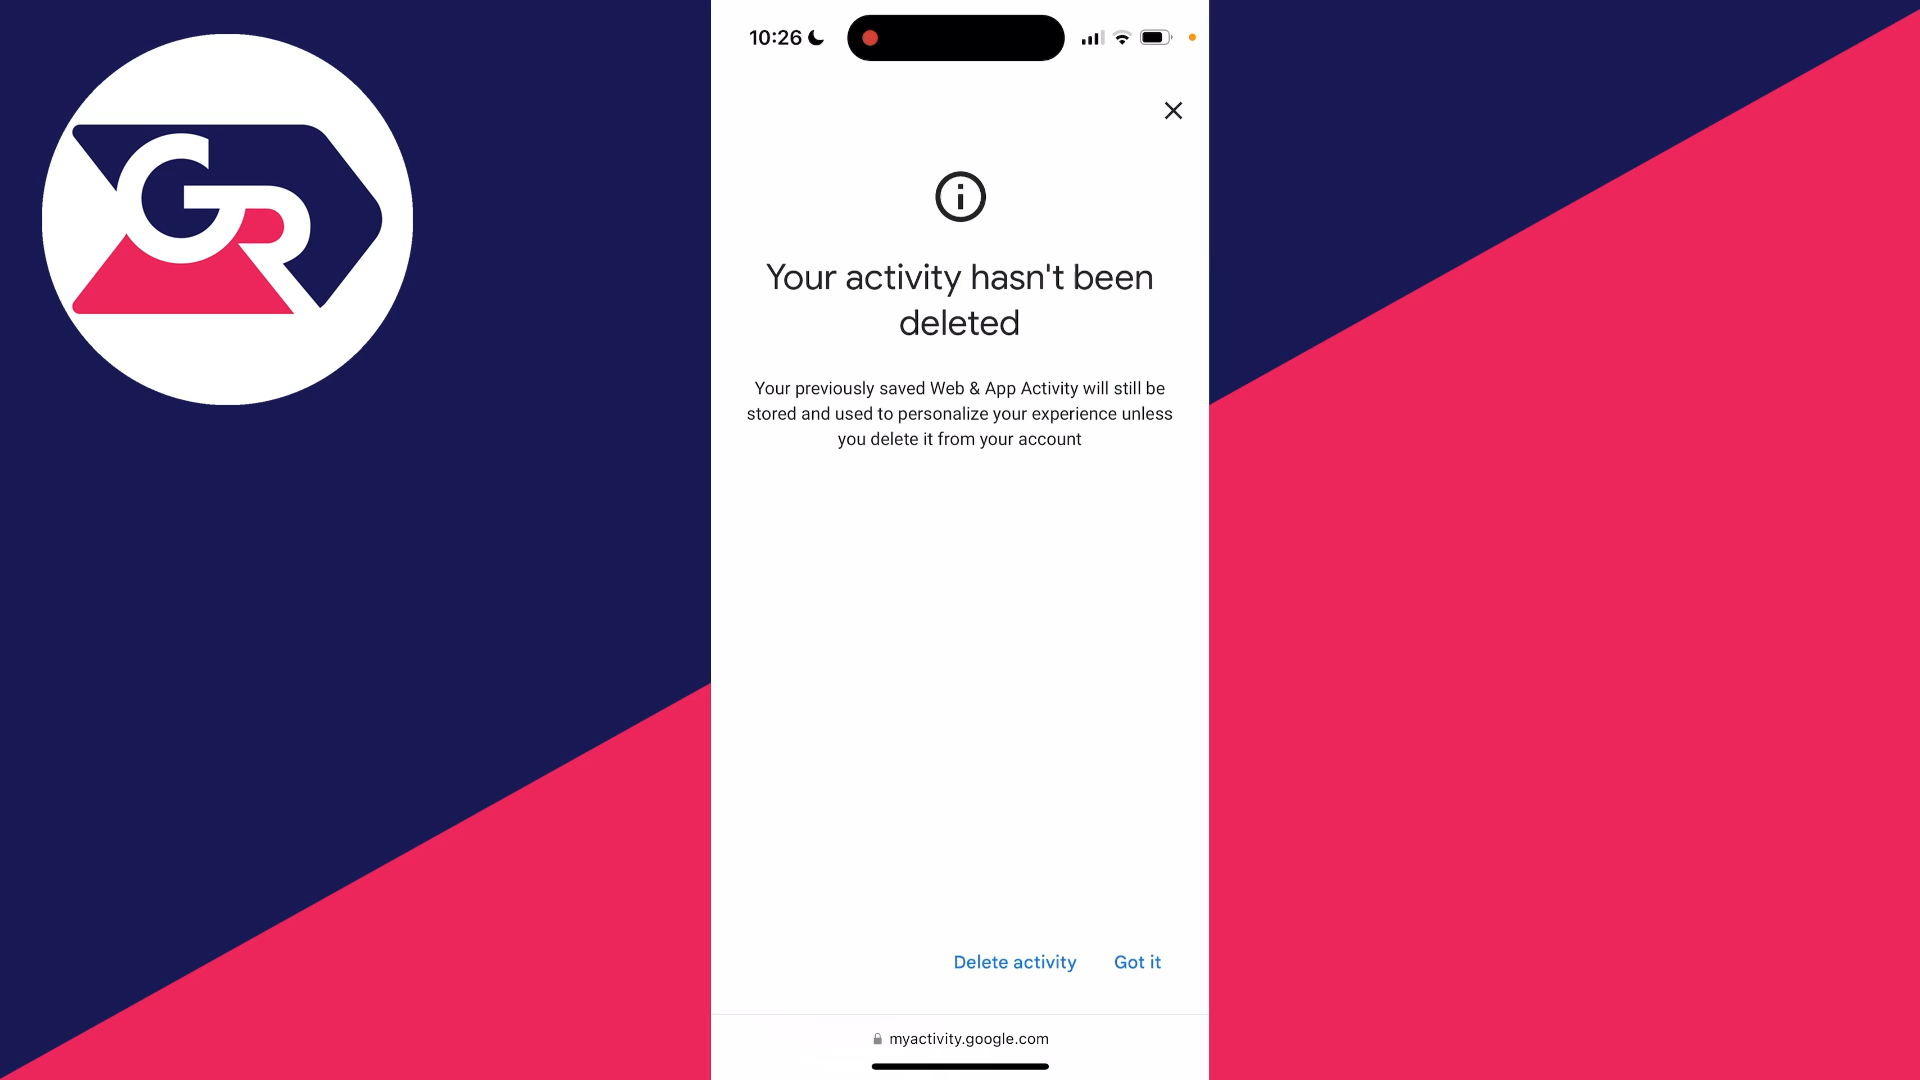 GR
10:26
Your activity hasn't been
deleted
Your previously saved Web & App Activity will still be
stored and used to personalize your experience unless
you delete it from your account
Delete activity
Got it
myactivity.google.com